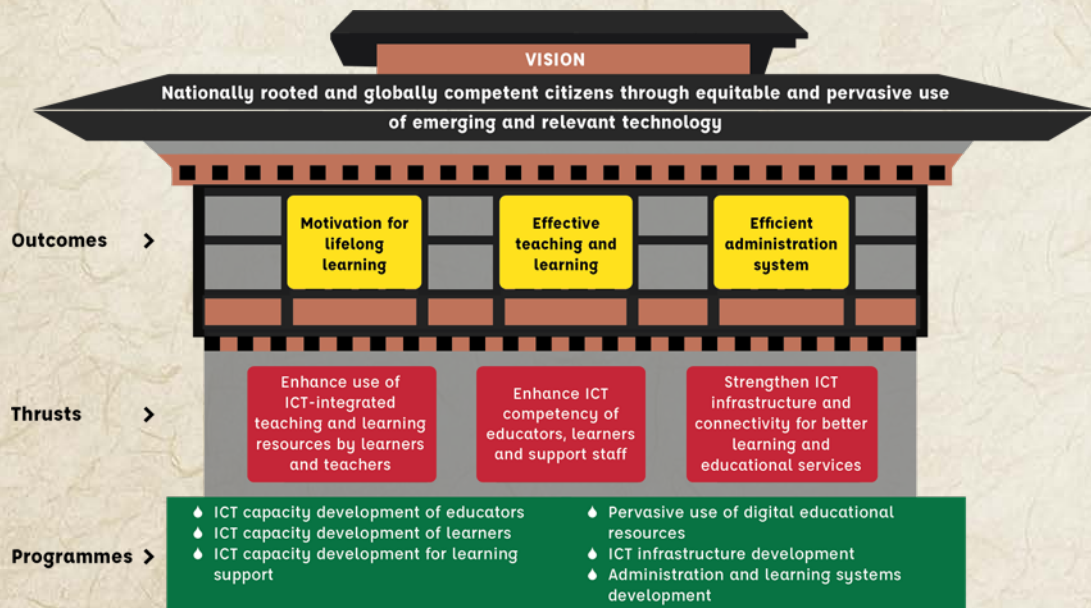 VISION
Nationally rooted and globally competent citizens through equitable and pervasive use
of emerging and relevant technology
Outcomes
Motivation for
lifelong
learning
Effective
teaching and
learning
Efficient
administration
system
Thrusts
Enhance use of
ICT-integrated
teaching and learning
resources by learners
and teachers
Enhance ICT
competency of
educators, learners
and support staff
Strengthen ICT
infrastructure and
connectivity for better
learning and
educational services
Programmes
ICT capacity development of educators
ICT capacity development of learners
ICT capacity development for learning
support
Pervasive use of digital educational
resources
ICT infrastructure development
Administration and learning systems
development